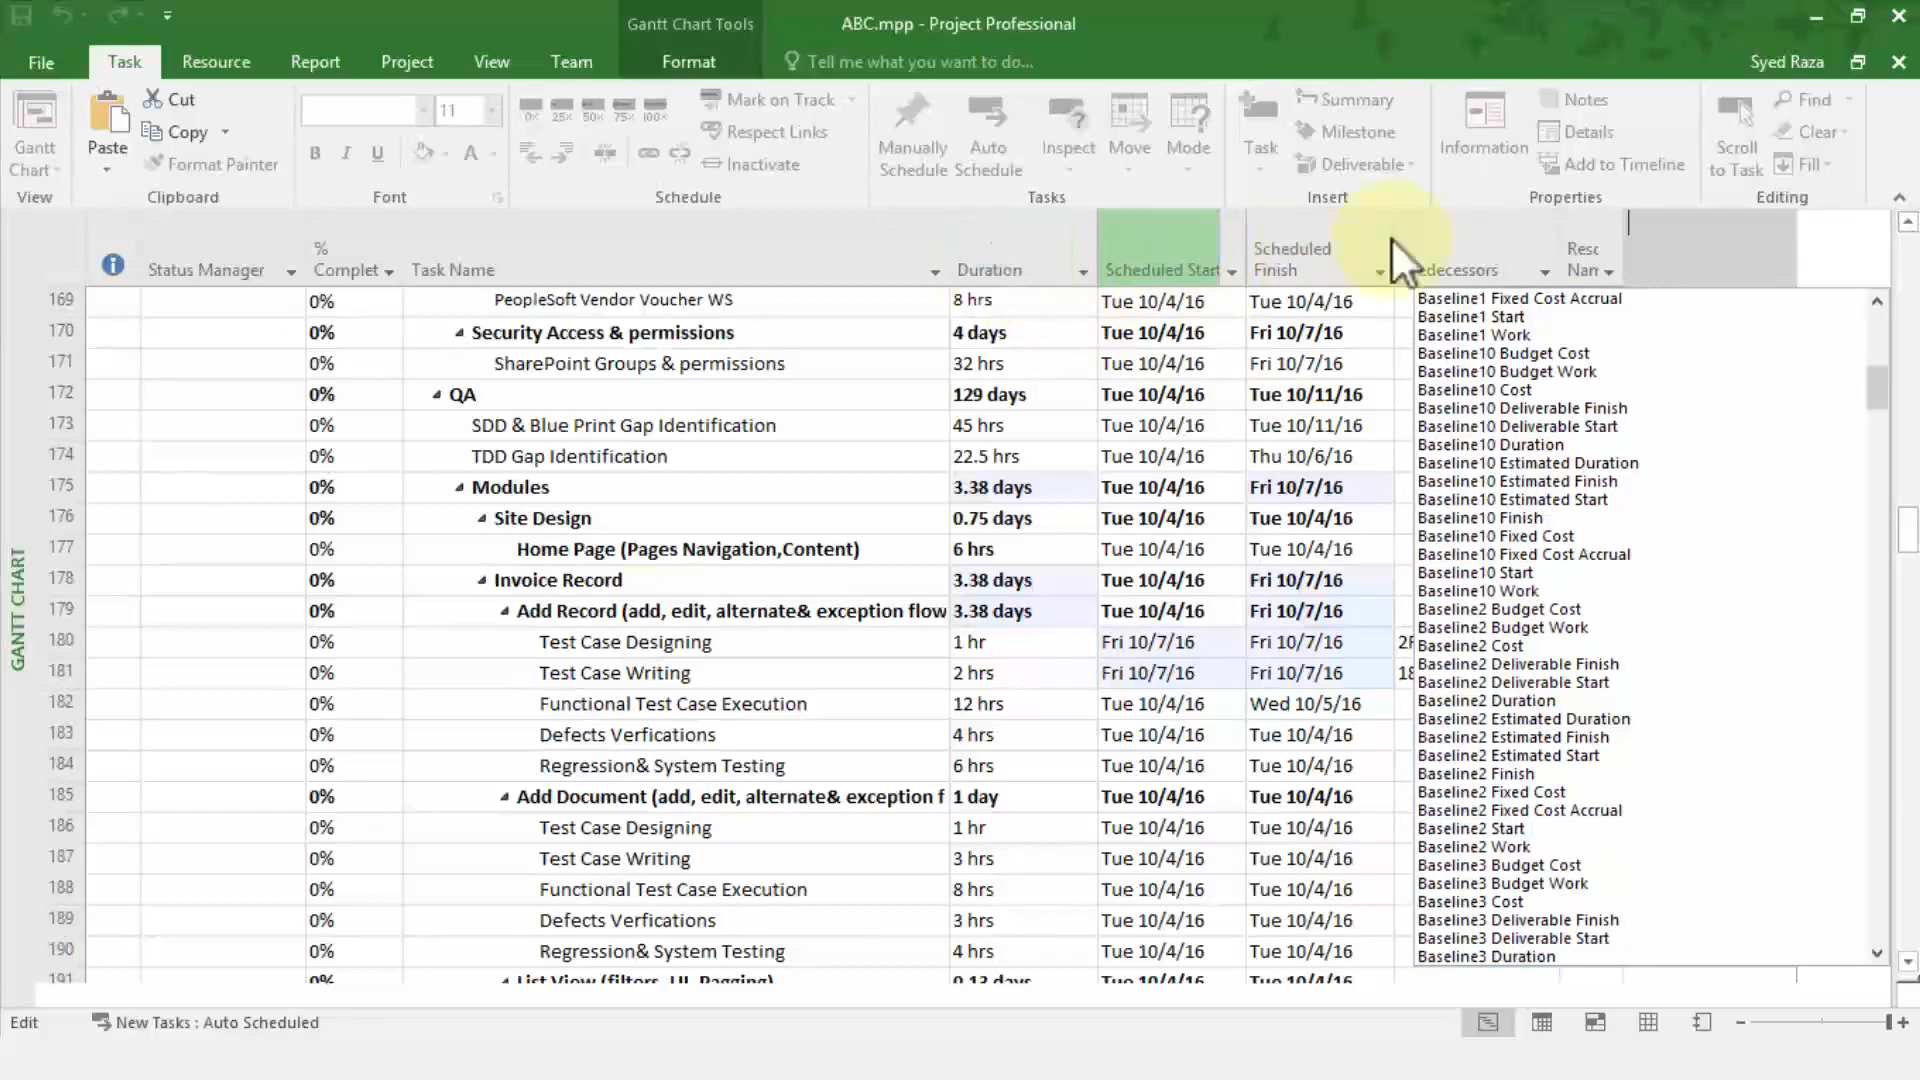 Gantt Chart Tools
ABC.mpp - Project Professional
File Task Resource Report Project View Team Format Tell me what you want to do... Syed Raza
Gantt Chart
View
Paste
Cut
Copy
Format Painter
Clipboard
11
B I U A
Font
0% 25% 50% 75% 100%
Mark on Track
Respect Links
Inactivate
Schedule
Manually Schedule
Auto Schedule
Inspect
Move
Mode
Tasks
Task
Summary
Milestone
Deliverable
Insert
Information
Notes
Details
Add to Timeline
Properties
Scroll to Task
Find
Clear
Fill
Editing
GANTT CHART
Status Manager % Complet Task Name Duration Scheduled Start Scheduled Finish
169 0% PeopleSoft Vendor Voucher WS 8 hrs Tue 10/4/16 Tue 10/4/16
170 0% Security Access & permissions 4 days Tue 10/4/16 Fri 10/7/16
171 0% SharePoint Groups & permissions 32 hrs Tue 10/4/16 Fri 10/7/16
172 0% QA 129 days Tue 10/4/16 Tue 10/11/16
173 0% SDD & Blue Print Gap Identification 45 hrs Tue 10/4/16 Tue 10/11/16
174 0% TDD Gap Identification 22.5 hrs Tue 10/4/16 Thu 10/6/16
175 0% Modules 3.38 days Tue 10/4/16 Fri 10/7/16
176 0% Site Design 0.75 days Tue 10/4/16 Tue 10/4/16
177 0% Home Page (Pages Navigation,Content) 6 hrs Tue 10/4/16 Tue 10/4/16
178 0% Invoice Record 3.38 days Tue 10/4/16 Fri 10/7/16
179 0% Add Record (add, edit, alternate& exception flow 3.38 days Tue 10/4/16 Fri 10/7/16
180 0% Test Case Designing 1 hr Fri 10/7/16 Fri 10/7/16
181 0% Test Case Writing 2 hrs Fri 10/7/16 Fri 10/7/16 18
182 0% Functional Test Case Execution 12 hrs Tue 10/4/16 Wed 10/5/16
183 0% Defects Verfications 4 hrs Tue 10/4/16 Tue 10/4/16
184 0% Regression& System Testing 6 hrs Tue 10/4/16 Tue 10/4/16
185 0% Add Document (add, edit, alternate& exception f 1 day Tue 10/4/16 Tue 10/4/16
186 0% Test Case Designing 1 hr Tue 10/4/16 Tue 10/4/16
187 0% Test Case Writing 3 hrs Tue 10/4/16 Tue 10/4/16
188 0% Functional Test Case Execution 8 hrs Tue 10/4/16 Tue 10/4/16
189 0% Defects Verfications 3 hrs Tue 10/4/16 Tue 10/4/16
190 0% Regression& System Testing 4 hrs Tue 10/4/16 Tue 10/4/16
191 0% List View (filters, UI, Pagging) 0.13 days Tue 10/4/16 Tue 10/4/16
edecessors
Resc
Nan
Baseline1 Fixed Cost Accrual
Baseline1 Start
Baseline1 Work
Baseline10 Budget Cost
Baseline10 Budget Work
Baseline10 Cost
Baseline10 Deliverable Finish
Baseline10 Deliverable Start
Baseline10 Duration
Baseline10 Estimated Duration
Baseline10 Estimated Finish
Baseline10 Estimated Start
Baseline10 Finish
Baseline10 Fixed Cost
Baseline10 Fixed Cost Accrual
Baseline10 Start
Baseline10 Work
Baseline2 Budget Cost
Baseline2 Budget Work
Baseline2 Cost
Baseline2 Deliverable Finish
Baseline2 Deliverable Start
Baseline2 Duration
Baseline2 Estimated Duration
Baseline2 Estimated Finish
Baseline2 Estimated Start
Baseline2 Finish
Baseline2 Fixed Cost
Baseline2 Fixed Cost Accrual
Baseline2 Start
Baseline2 Work
Baseline3 Budget Cost
Baseline3 Budget Work
Baseline3 Cost
Baseline3 Deliverable Finish
Baseline3 Deliverable Start
Baseline3 Duration
Edit New Tasks : Auto Scheduled